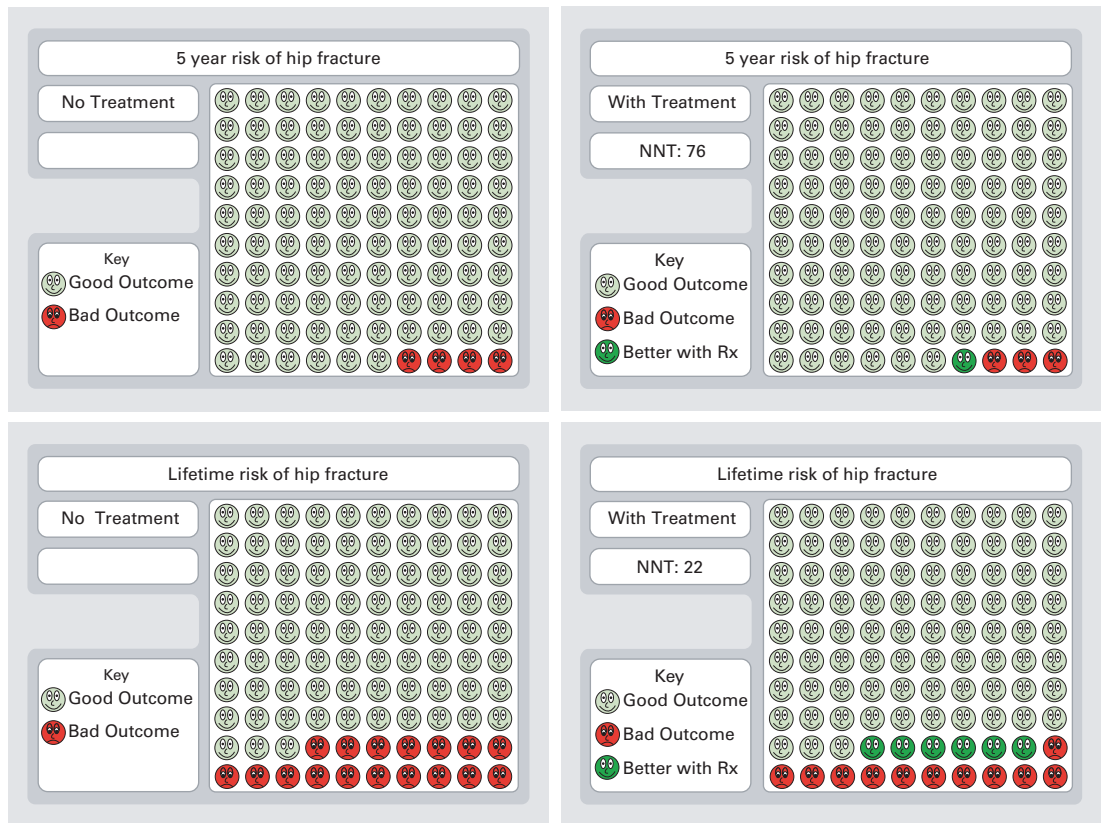 5 year risk of hip fracture
No Treatment
Key
Good Outcome
Bad Outcome
5 year risk of hip fracture
With Treatment
NNT: 76
Key
Good Outcome
Bad Outcome
Better with Rx
Lifetime risk of hip fracture
No Treatment
Key
Good Outcome
Bad Outcome
Lifetime risk of hip fracture
With Treatment
NNT: 22
Key
Good Outcome
Bad Outcome
Better with Rx